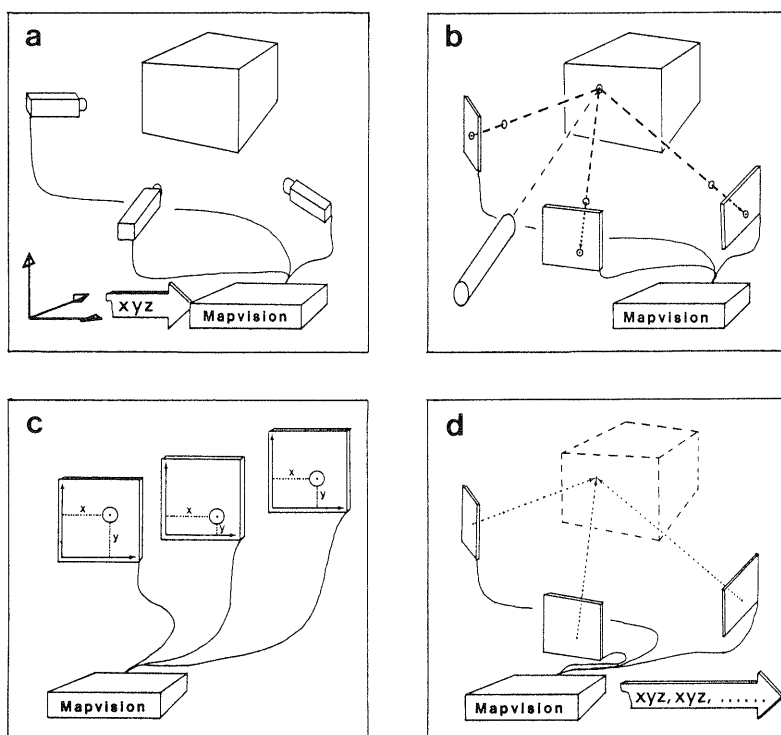 a
xyz
Mapvision
b
Mapvision
c
x
y
x
y
x
y
Mapvision
d
Mapvision
xyz, xyz, ......